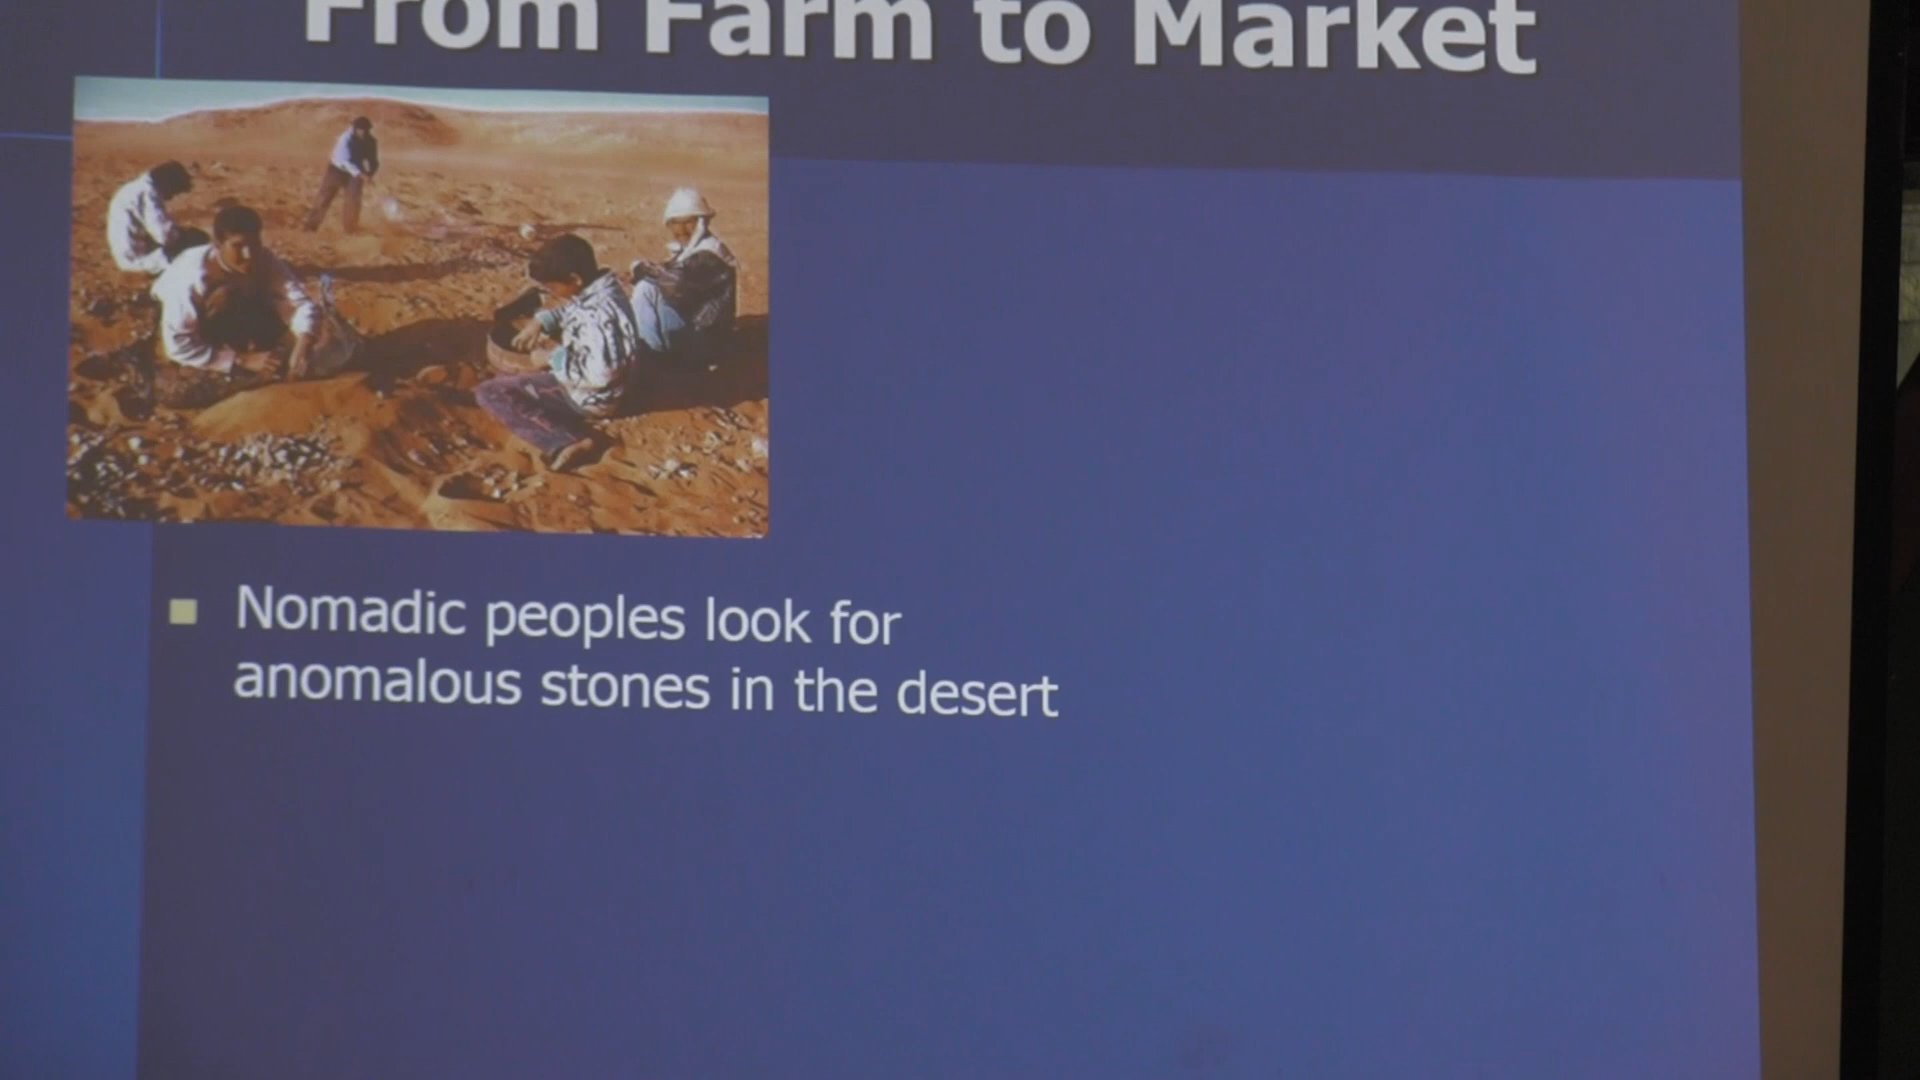 From Farm to Market
Nomadic peoples look for
anomalous stones in the desert